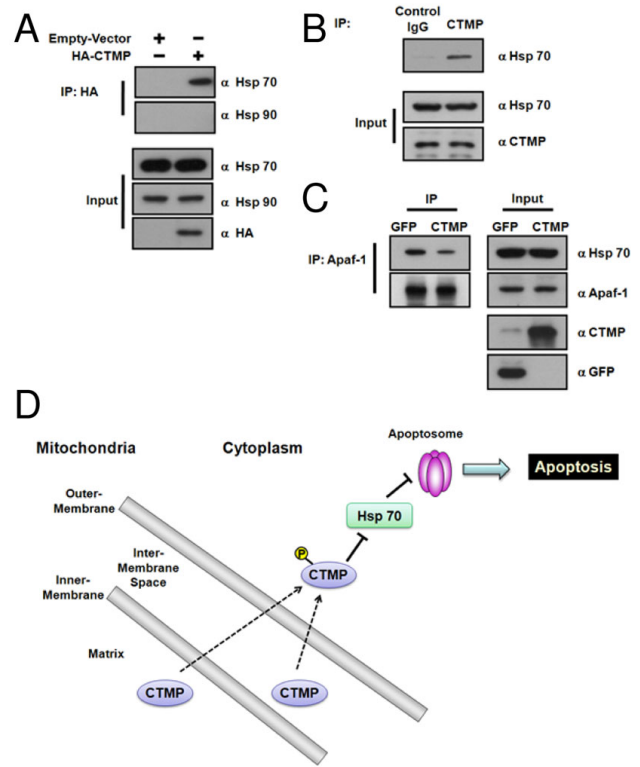 A
Empty-Vector + −
HA-CTMP − +
IP: HA
α Hsp 70
α Hsp 90
Input
α Hsp 70
α Hsp 90
α HA
B
IP:
Control IgG
CTMP
α Hsp 70
Input
α Hsp 70
α CTMP
C
IP
Input
GFP CTMP
GFP CTMP
IP: Apaf-1
α Hsp 70
α Apaf-1
α CTMP
α GFP
D
Mitochondria
Cytoplasm
Apoptosome
Apoptosis
Outer-
Membrane
Hsp 70
P
CTMP
Inter-
Membrane
Space
Inner-
Membrane
Matrix
CTMP
CTMP